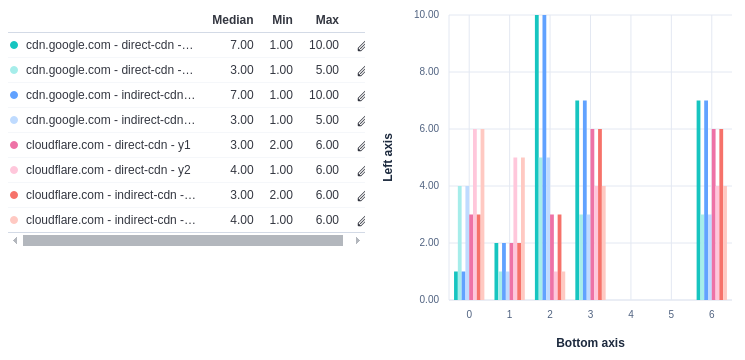 Median Min Max
cdn.google.com - direct-cdn -... 7.00 1.00 10.00
cdn.google.com - direct-cdn -... 3.00 1.00 5.00
cdn.google.com - indirect-cdn... 7.00 1.00 10.00
cdn.google.com - indirect-cdn... 3.00 1.00 5.00
cloudflare.com - direct-cdn - y1 3.00 2.00 6.00
cloudflare.com - direct-cdn - y2 4.00 1.00 6.00
cloudflare.com - indirect-cdn -... 3.00 2.00 6.00
cloudflare.com - indirect-cdn -... 4.00 1.00 6.00
10.00
8.00
6.00
4.00
2.00
0.00
Left axis
0 1 2 3 4 5 6
Bottom axis